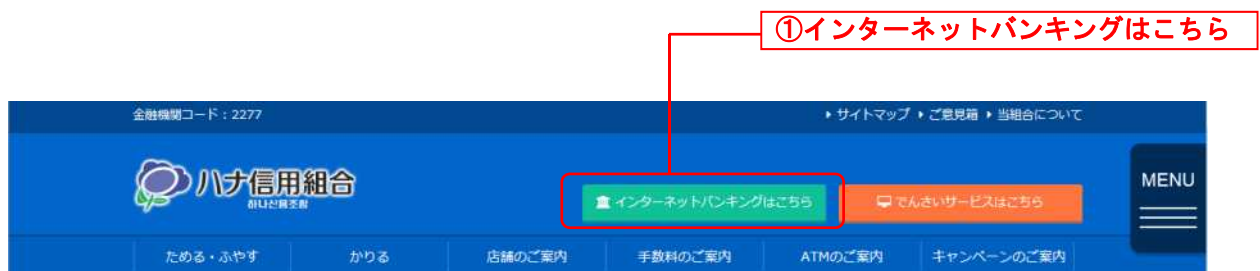 ①インターネットバンキングはこちら
金融機関コード：2277
サイトマップ ご意見箱 当組合について
ハナ信用組合
하나신용조합
インターネットバンキングはこちら
でんさいサービスはこちら
MENU
ためる・ふやす かりる 店舗のご案内 手数料のご案内 ATMのご案内 キャンペーンのご案内